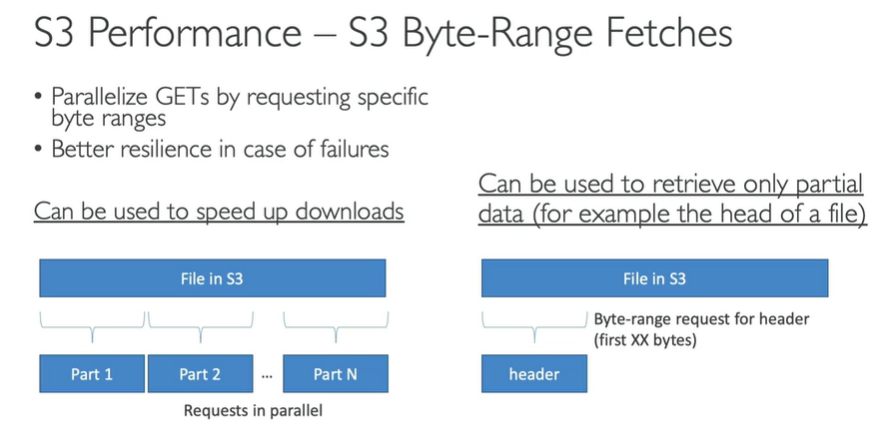 S3 Performance – S3 Byte-Range Fetches
• Parallelize GETs by requesting specific
byte ranges
• Better resilience in case of failures
Can be used to speed up downloads
File in S3
Part 1
Part 2
...
Part N
Requests in parallel
Can be used to retrieve only partial
data (for example the head of a file)
File in S3
Byte-range request for header
(first XX bytes)
header